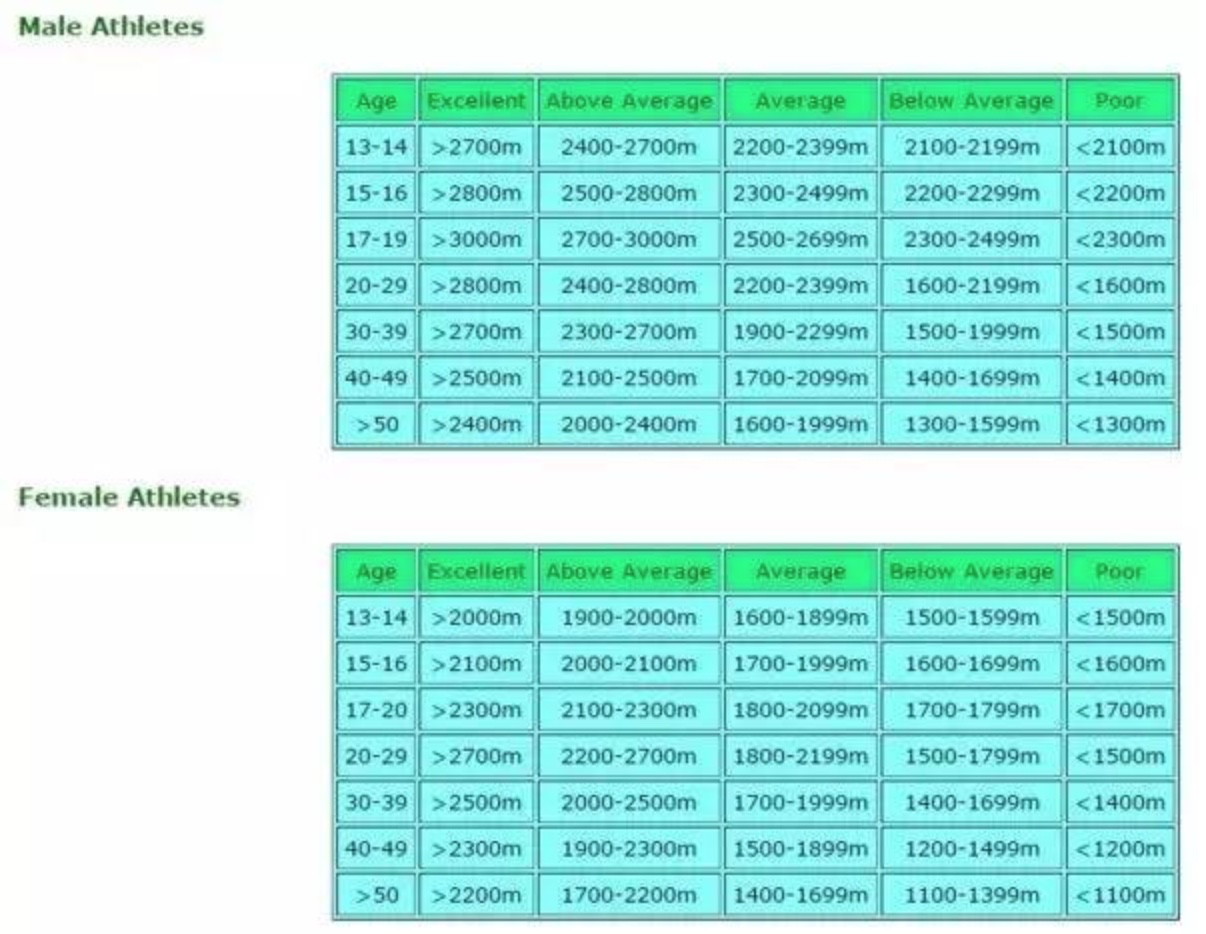 Male Athletes
Age Excellent Above Average Average Below Average Poor
13-14 >2700m 2400-2700m 2200-2399m 2100-2199m <2100m
15-16 >2800m 2500-2800m 2300-2499m 2200-2299m <2200m
17-19 >3000m 2700-3000m 2500-2699m 2300-2499m <2300m
20-29 >2800m 2400-2800m 2200-2399m 1600-2199m <1600m
30-39 >2700m 2300-2700m 1900-2299m 1500-1999m <1500m
40-49 >2500m 2100-2500m 1700-2099m 1400-1699m <1400m
>50 >2400m 2000-2400m 1600-1999m 1300-1599m <1300m
Female Athletes
Age Excellent Above Average Average Below Average Poor
13-14 >2000m 1900-2000m 1600-1899m 1500-1599m <1500m
15-16 >2100m 2000-2100m 1700-1999m 1600-1699m <1600m
17-20 >2300m 2100-2300m 1800-2099m 1700-1799m <1700m
20-29 >2700m 2200-2700m 1800-2199m 1500-1799m <1500m
30-39 >2500m 2000-2500m 1700-1999m 1400-1699m <1400m
40-49 >2300m 1900-2300m 1500-1899m 1200-1499m <1200m
>50 >2200m 1700-2200m 1400-1699m 1100-1399m <1100m